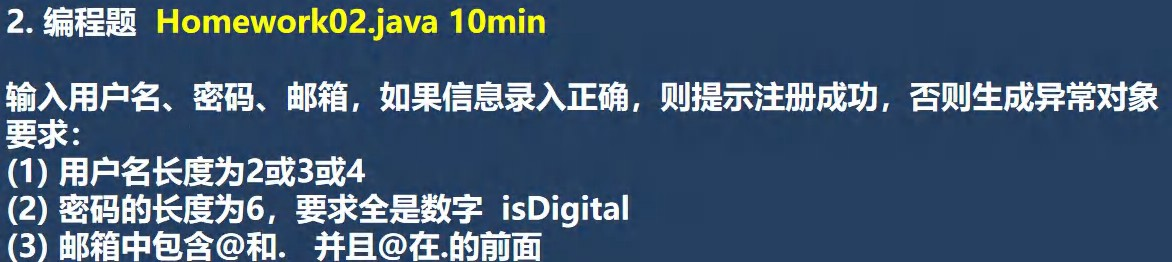 2. 编程题  Homework02.java 10min
输入用户名、密码、邮箱，如果信息录入正确，则提示注册成功，否则生成异常对象
要求：
(1) 用户名长度为2或3或4
(2) 密码的长度为6，要求全是数字  isDigital
(3) 邮箱中包含@和.   并且@在.的前面